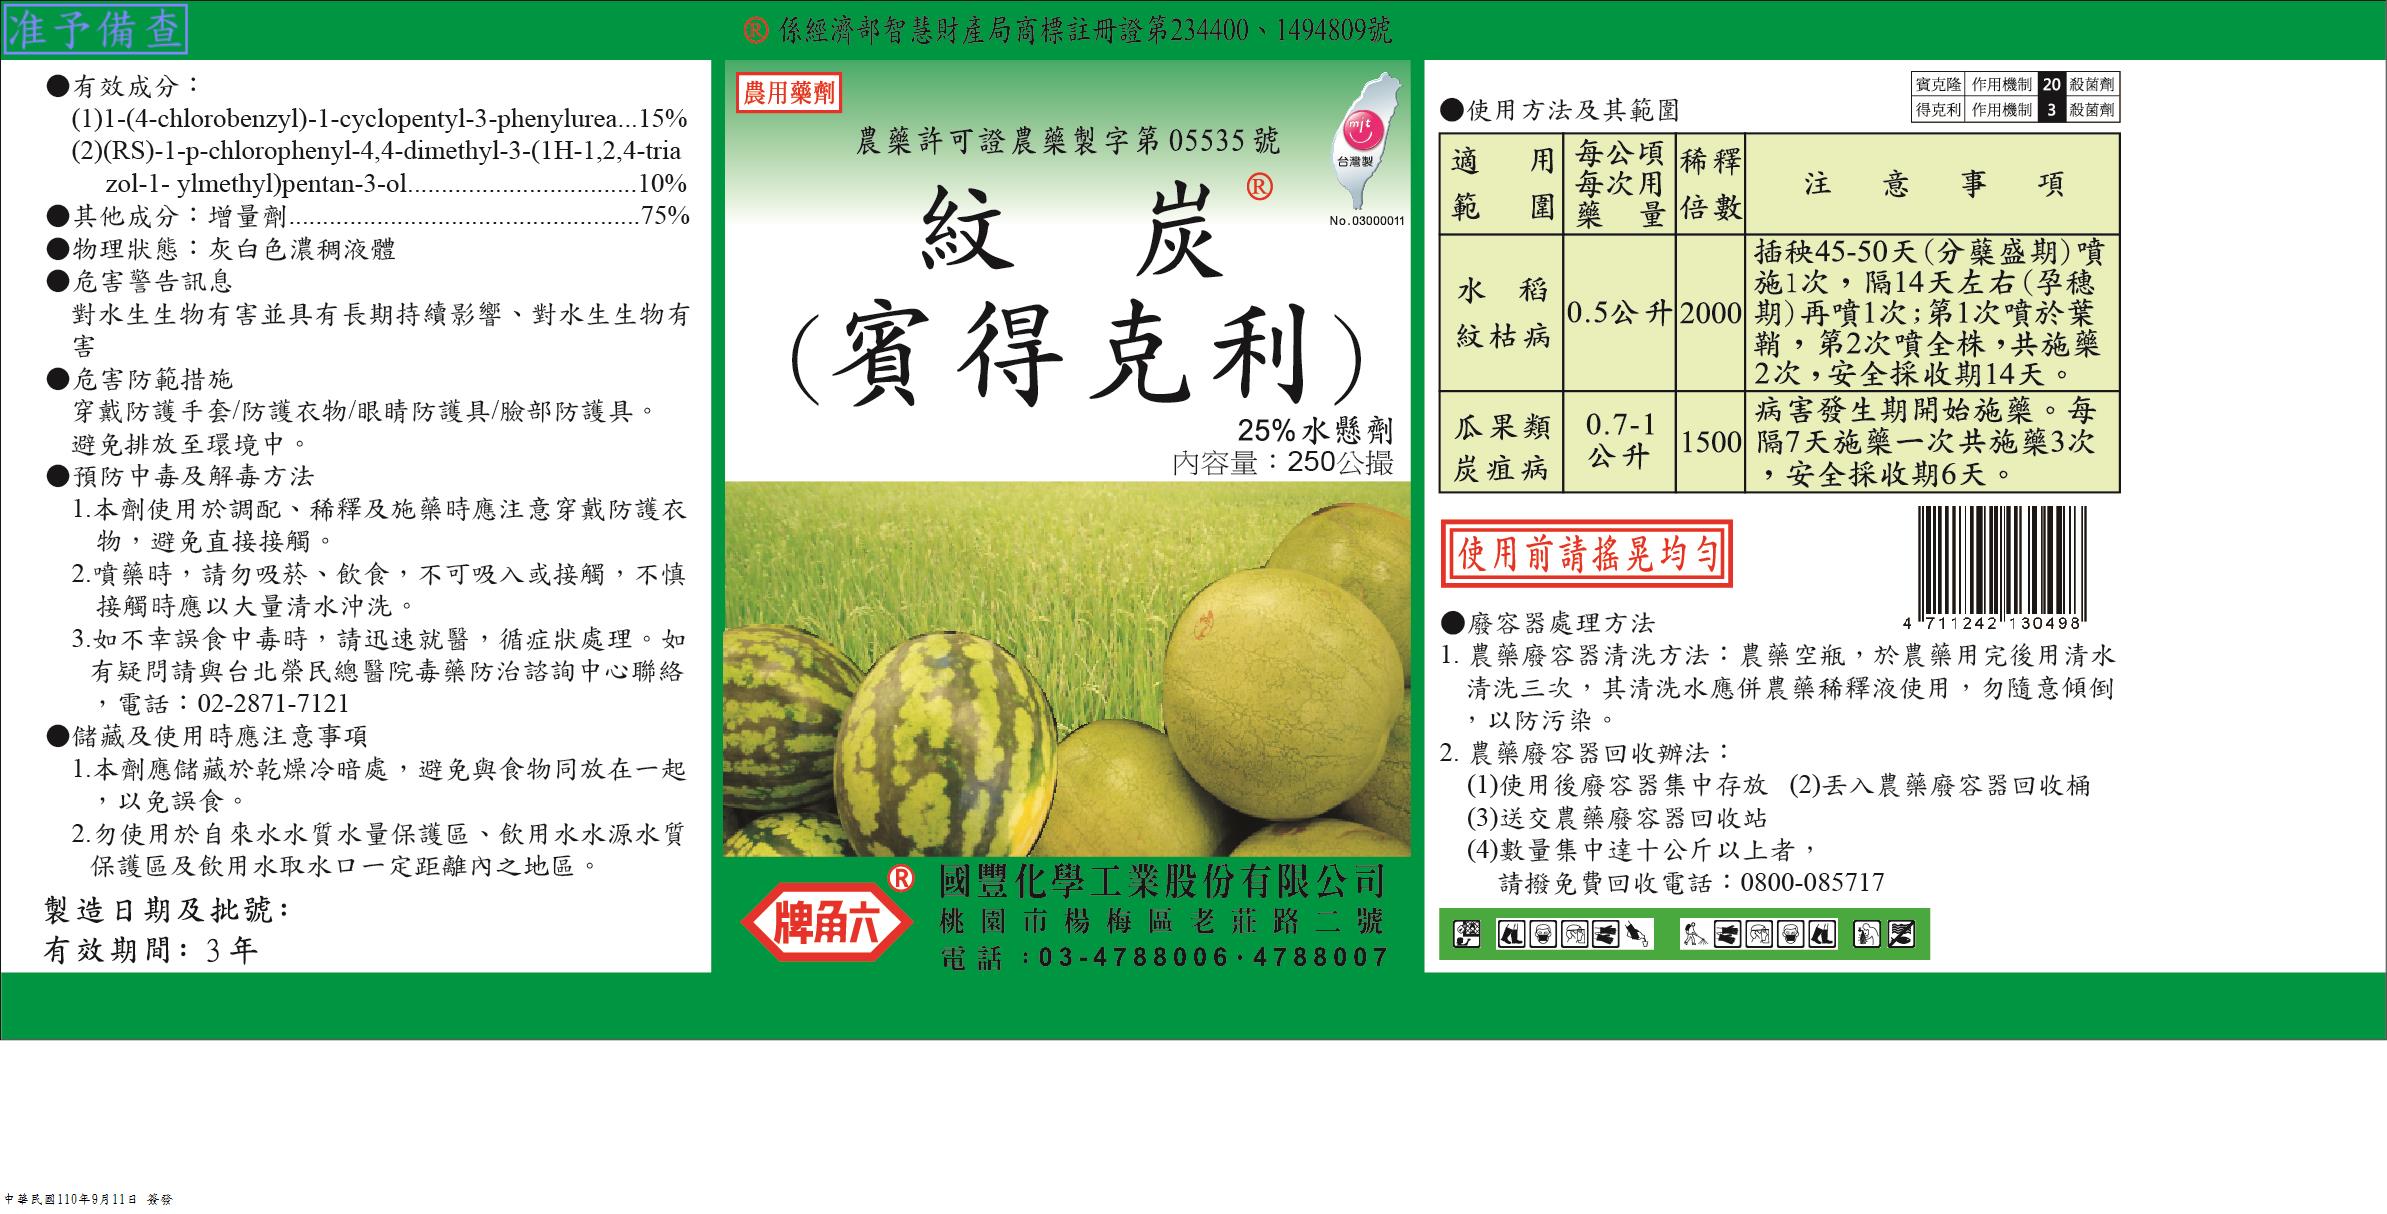 准予備查
® 係經濟部智慧財產局商標註冊證第234400、1494809號
●有效成分：
(1)1-(4-chlorobenzyl)-1-cyclopentyl-3-phenylurea...15%
(2)(RS)-1-p-chlorophenyl-4,4-dimethyl-3-(1H-1,2,4-tria
zol-1- ylmethyl)pentan-3-ol..................................10%
●其他成分：增量劑....................................................75%
●物理狀態：灰白色濃稠液體
●危害警告訊息
對水生生物有害並具有長期持續影響、對水生生物有
害
●危害防範措施
穿戴防護手套/防護衣物/眼睛防護具/臉部防護具。
避免排放至環境中。
●預防中毒及解毒方法
1.本劑使用於調配、稀釋及施藥時應注意穿戴防護衣
物，避免直接接觸。
2.噴藥時，請勿吸菸、飲食，不可吸入或接觸，不慎
接觸時應以大量清水沖洗。
3.如不幸誤食中毒時，請迅速就醫，循症狀處理。如
有疑問請與台北榮民總醫院毒藥防治諮詢中心聯絡
，電話：02-2871-7121
●儲藏及使用時應注意事項
1.本劑應儲藏於乾燥冷暗處，避免與食物同放在一起
，以免誤食。
2.勿使用於自來水水質水量保護區、飲用水水源水質
保護區及飲用水取水口一定距離內之地區。
製造日期及批號：
有效期間：3年
農用藥劑
農藥許可證農藥製字第 05535 號
mit
台灣製
No.03000011
紋 炭®
(賓得克利)
25%水懸劑
內容量：250公撮
六角牌®
國豐化學工業股份有限公司
桃園市楊梅區老莊路二號
電話：03-4788006·4788007
賓克隆 作用機制 20 殺菌劑
得克利 作用機制 3 殺菌劑
●使用方法及其範圍
適用範圍 每公頃每次用藥量 稀釋倍數 注意事項
水稻紋枯病 0.5公升 2000
插秧45-50天(分蘗盛期)噴
施1次，隔14天左右(孕穗
期)再噴1次;第1次噴於葉
鞘，第2次噴全株，共施藥
2次，安全採收期14天。
瓜果類炭疽病 0.7-1公升 1500
病害發生期開始施藥。每
隔7天施藥一次共施藥3次
，安全採收期6天。
使用前請搖晃均勻
4 711242 130498
●廢容器處理方法
1. 農藥廢容器清洗方法：農藥空瓶，於農藥用完後用清水
清洗三次，其清洗水應併農藥稀釋液使用，勿隨意傾倒
，以防污染。
2. 農藥廢容器回收辦法：
(1)使用後廢容器集中存放 (2)丟入農藥廢容器回收桶
(3)送交農藥廢容器回收站
(4)數量集中達十公斤以上者，
請撥免費回收電話：0800-085717
中華民國110年9月11日 簽發